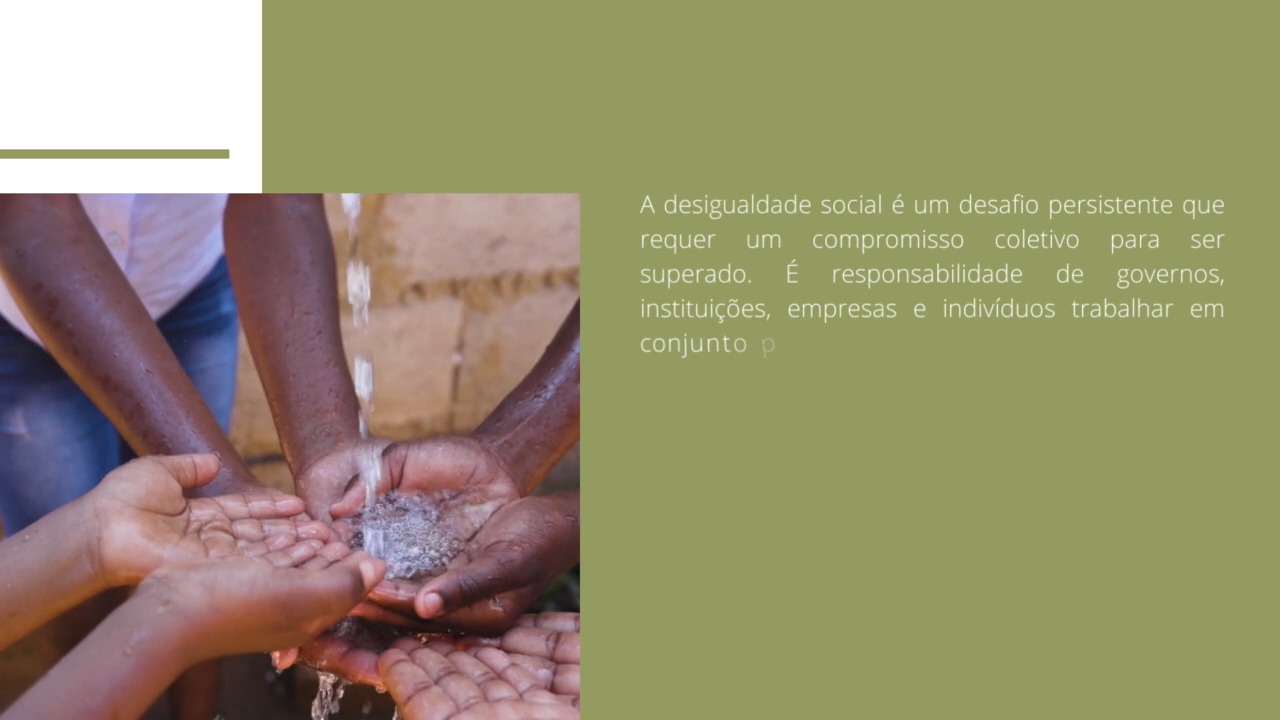 A desigualdade social é um desafio persistente que
requer um compromisso coletivo para ser
superado. É responsabilidade de governos,
instituições, empresas e indivíduos trabalhar em
conjunto p